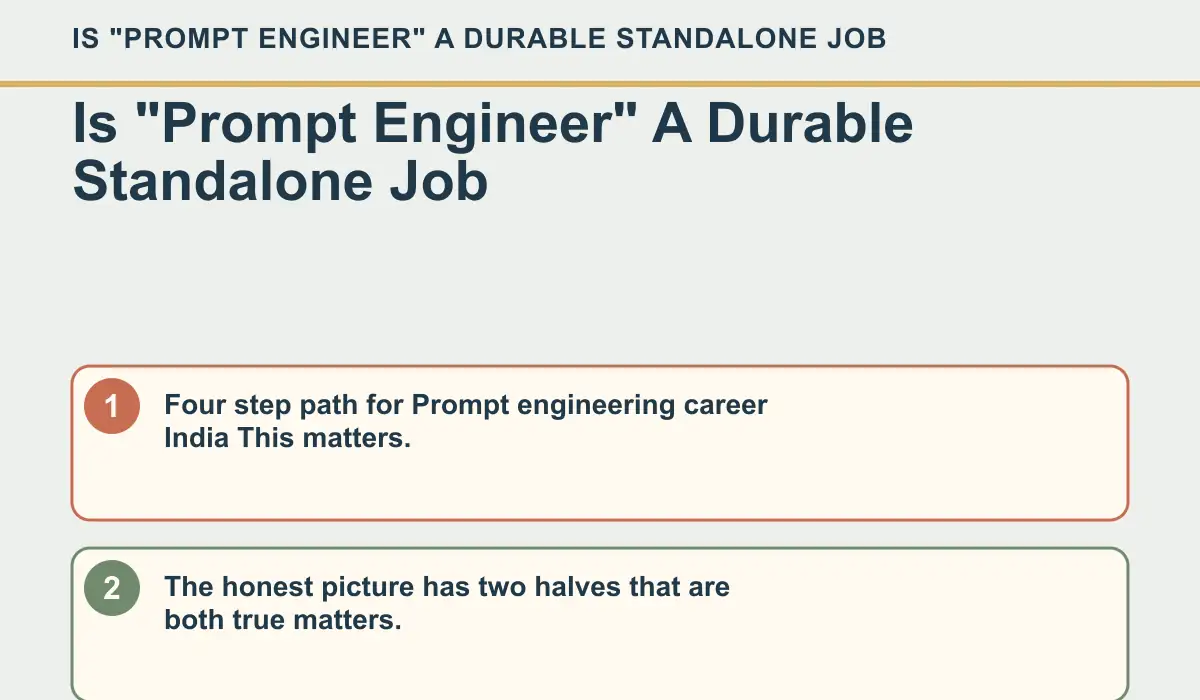 IS "PROMPT ENGINEER" A DURABLE STANDALONE JOB
Is "Prompt Engineer" A Durable
Standalone Job
1
Four step path for Prompt engineering career
India This matters.
2
The honest picture has two halves that are
both true matters.